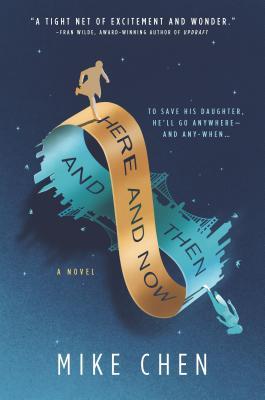 "A TIGHT NET OF EXCITEMENT AND WONDER."
–FRAN WILDE, AWARD-WINNING AUTHOR OF UPDRAFT
TO SAVE HIS DAUGHTER,
HE'LL GO ANYWHERE—
AND ANY-WHEN...
HERE AND NOW
AND
THEN
A NOVEL
MIKE CHEN